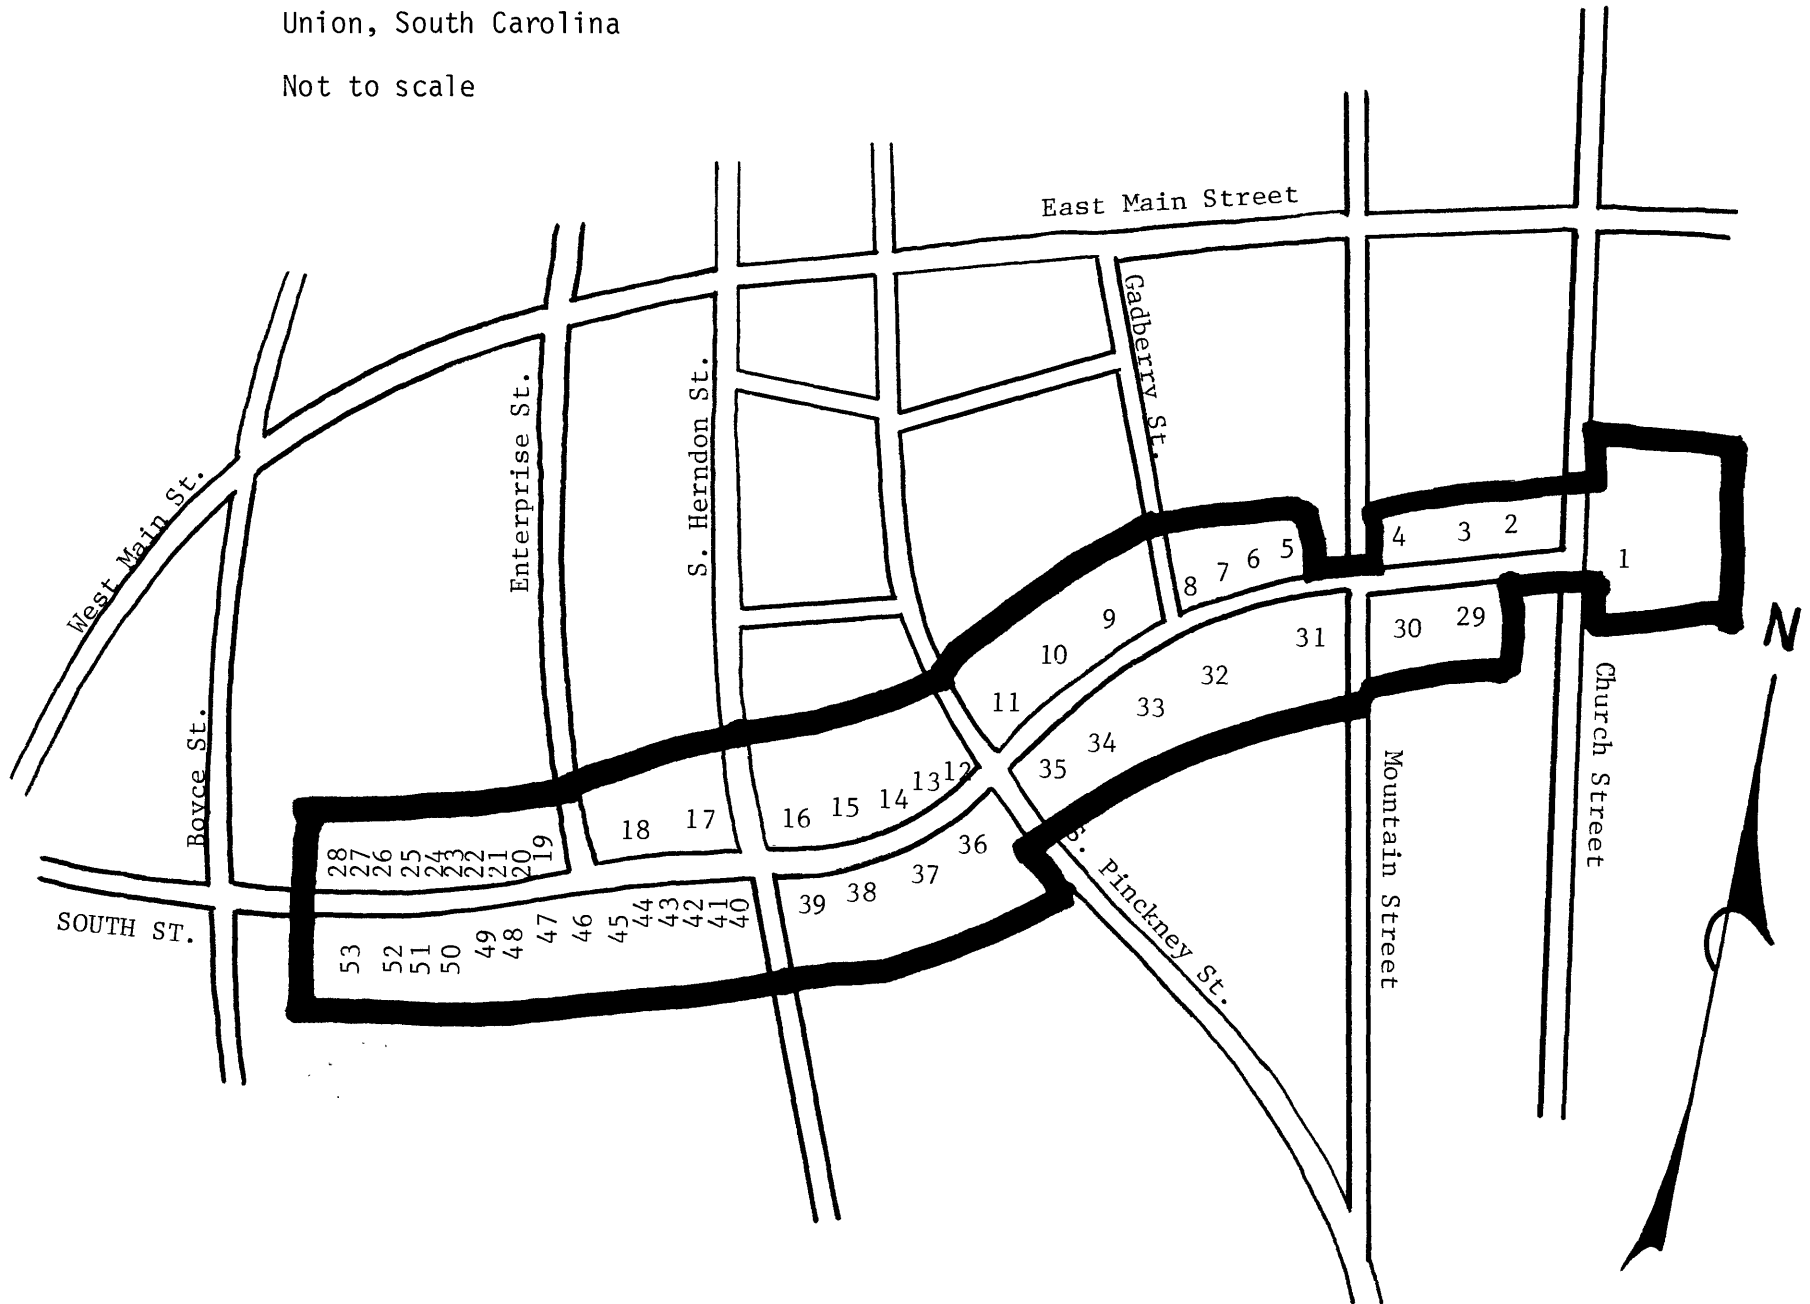 Union, South Carolina
Not to scale
East Main Street
Gadberry St.
S. Herndon St.
Enterprise St.
West Main St.
Boyce St.
SOUTH ST.
S. Pinckney St.
Mountain Street
Church Street
N
1
4 3 2
8 7 6 5
11 10 9
16 15 14 13 12
18 17
28 27 26 25 24 23 22 21 20 19
30 29
35 34 33 32 31
39 38 37 36
53 52 51 50 49 48 47 46 45 44 43 42 41 40